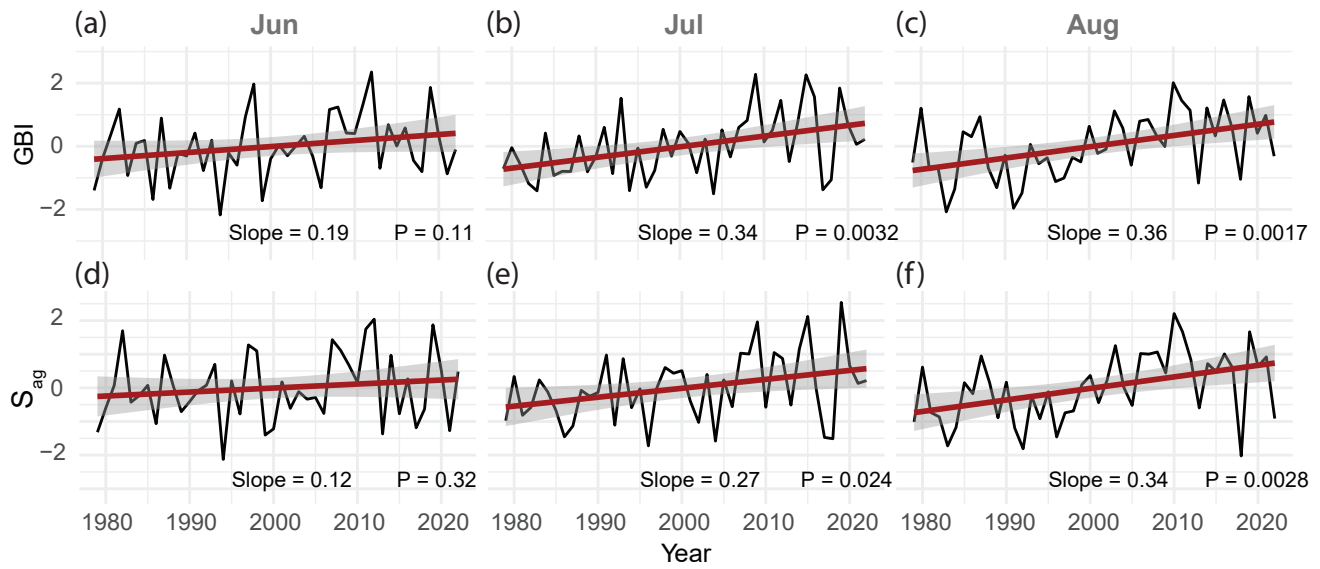 (a) Jun (b) Jul (c) Aug
GBI
2
0
−2
Slope = 0.19 P = 0.11
Slope = 0.34 P = 0.0032
Slope = 0.36 P = 0.0017
(d) (e) (f)
S ag
2
0
−2
Slope = 0.12 P = 0.32
Slope = 0.27 P = 0.024
Slope = 0.34 P = 0.0028
1980 1990 2000 2010 2020
1980 1990 2000 2010 2020
1980 1990 2000 2010 2020
Year